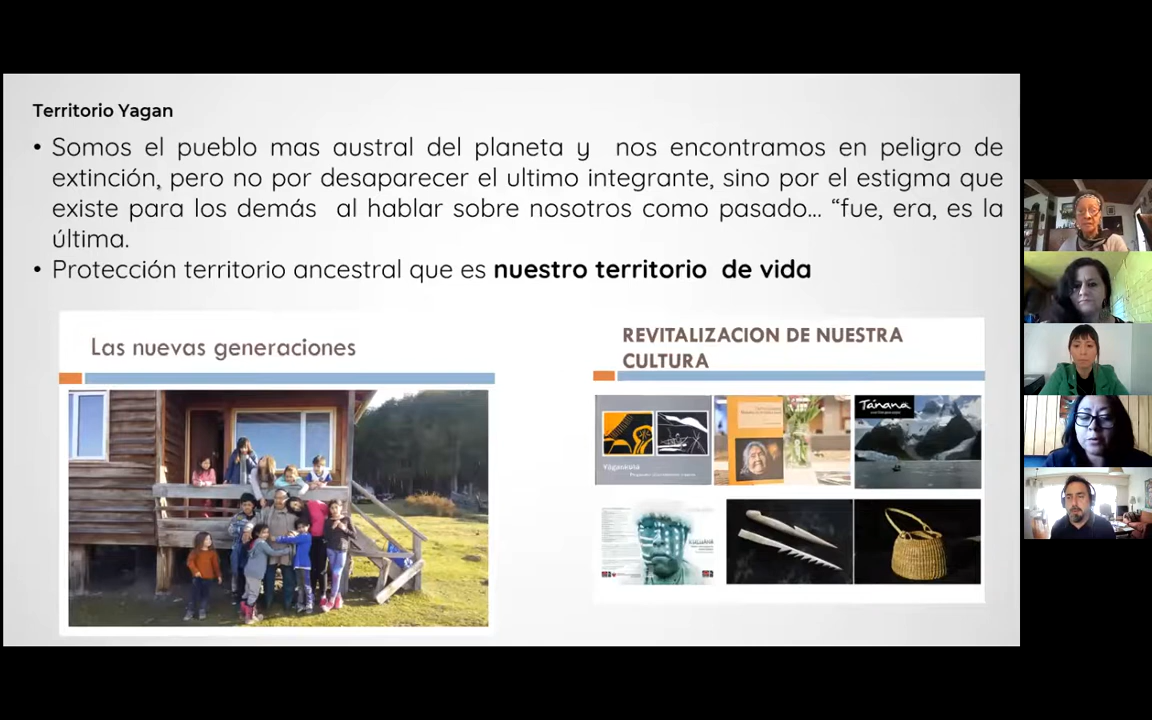 Territorio Yagan
• Somos el pueblo mas austral del planeta y nos encontramos en peligro de
extinción, pero no por desaparecer el ultimo integrante, sino por el estigma que
existe para los demás al hablar sobre nosotros como pasado... “fue, era, es la
última.
• Protección territorio ancestral que es nuestro territorio de vida
Las nuevas generaciones
REVITALIZACION DE NUESTRA
CULTURA
Tánana